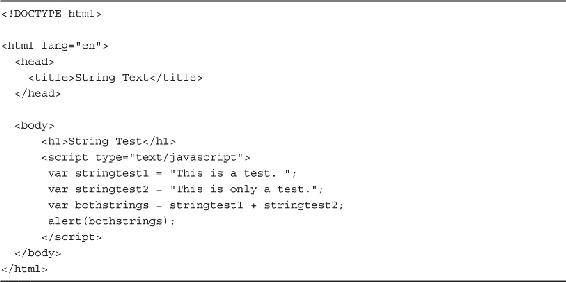 <!DOCTYPE html>
<html lang="en">
<head>
<title>String Text</title>
</head>
<body>
<h1>String Test</h1>
<script type="text/javascript">
var stringtest1 = "This is a test. ";
var stringtest2 = "This is only a test.";
var bothstrings = stringtest1 + stringtest2;
alert(bothstrings);
</script>
</body>
</html>